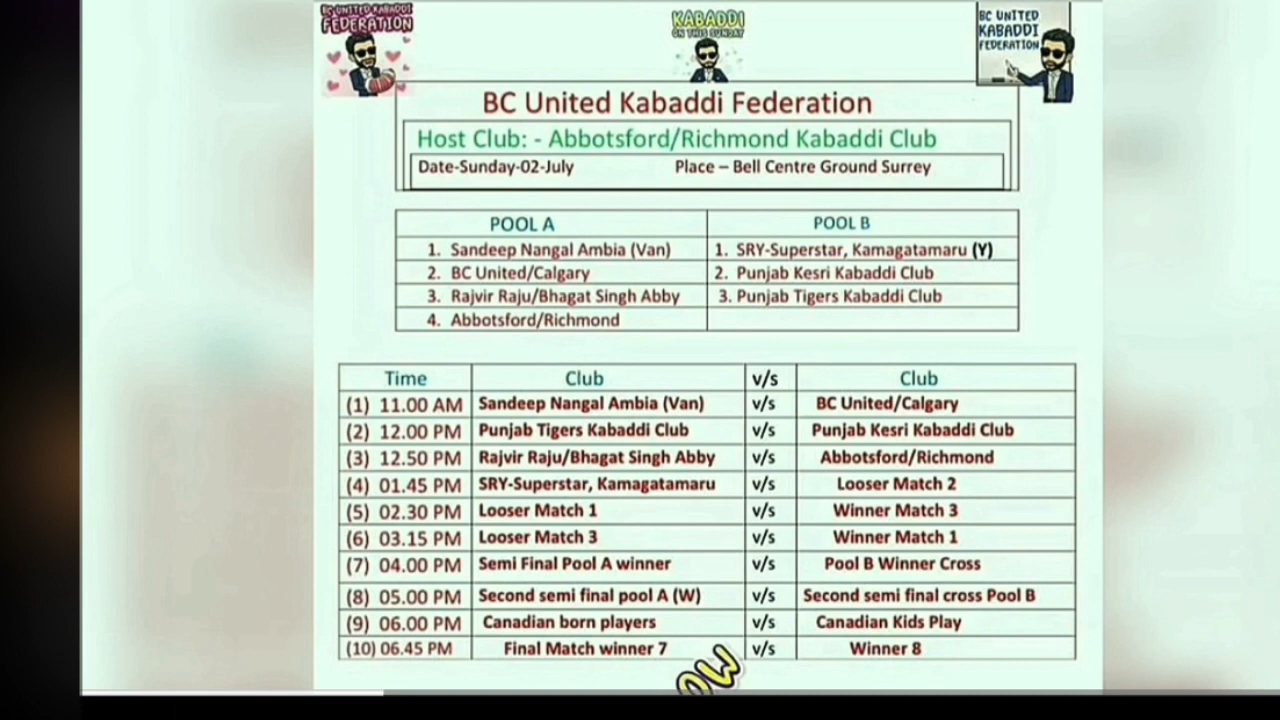 BC UNITED KABADDI
FEDERATION
KABADDI
ON THIS SUNDAY
BC UNITED
KABADDI
FEDERATION
BC United Kabaddi Federation
Host Club: - Abbotsford/Richmond Kabaddi Club
Date-Sunday-02-July Place – Bell Centre Ground Surrey
POOL A POOL B
1. Sandeep Nangal Ambia (Van) 1. SRY-Superstar, Kamagatamaru (Y)
2. BC United/Calgary 2. Punjab Kesri Kabaddi Club
3. Rajvir Raju/Bhagat Singh Abby 3. Punjab Tigers Kabaddi Club
4. Abbotsford/Richmond
Time Club v/s Club
(1) 11.00 AM Sandeep Nangal Ambia (Van) v/s BC United/Calgary
(2) 12.00 PM Punjab Tigers Kabaddi Club v/s Punjab Kesri Kabaddi Club
(3) 12.50 PM Rajvir Raju/Bhagat Singh Abby v/s Abbotsford/Richmond
(4) 01.45 PM SRY-Superstar, Kamagatamaru v/s Looser Match 2
(5) 02.30 PM Looser Match 1 v/s Winner Match 3
(6) 03.15 PM Looser Match 3 v/s Winner Match 1
(7) 04.00 PM Semi Final Pool A winner v/s Pool B Winner Cross
(8) 05.00 PM Second semi final pool A (W) v/s Second semi final cross Pool B
(9) 06.00 PM Canadian born players v/s Canadian Kids Play
(10) 06.45 PM Final Match winner 7 v/s Winner 8